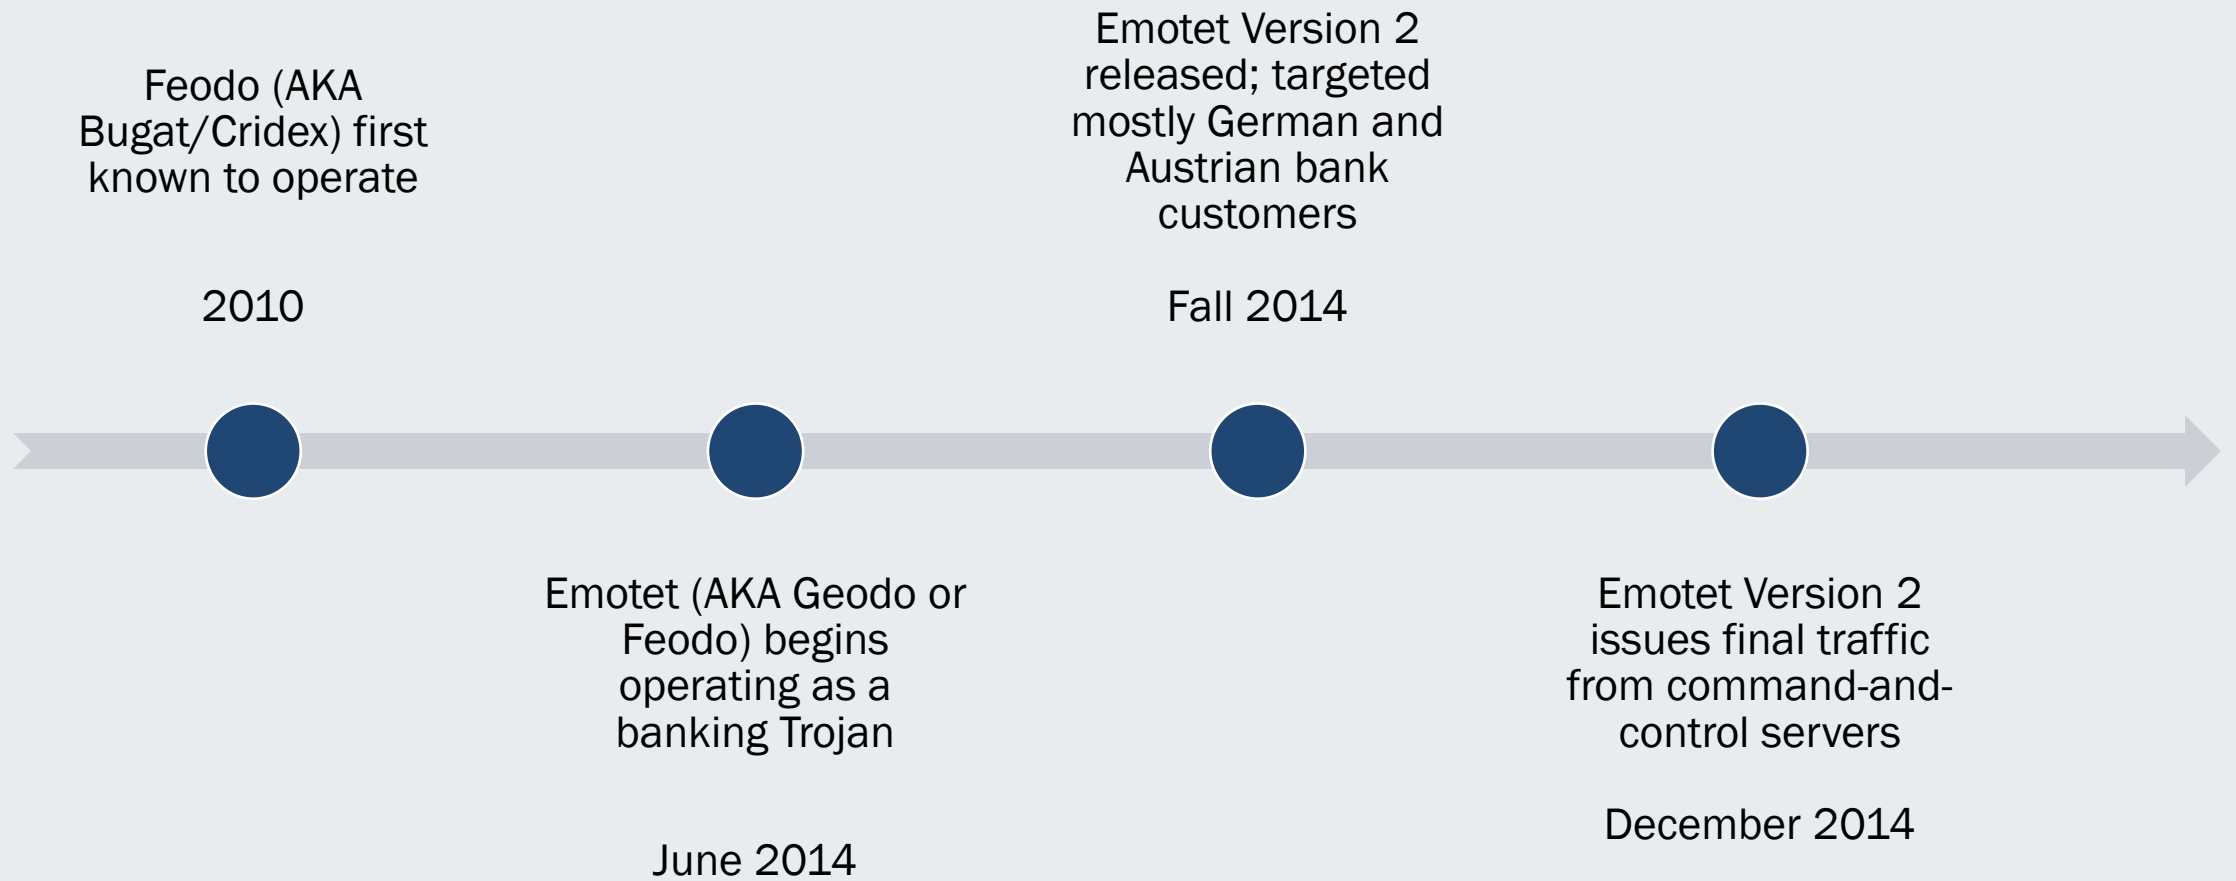 Feodo (AKA
Bugat/Cridex) first
known to operate
2010
Emotet (AKA Geodo or
Feodo) begins
operating as a
banking Trojan
June 2014
Emotet Version 2
released; targeted
mostly German and
Austrian bank
customers
Fall 2014
Emotet Version 2
issues final traffic
from command-and-
control servers
December 2014